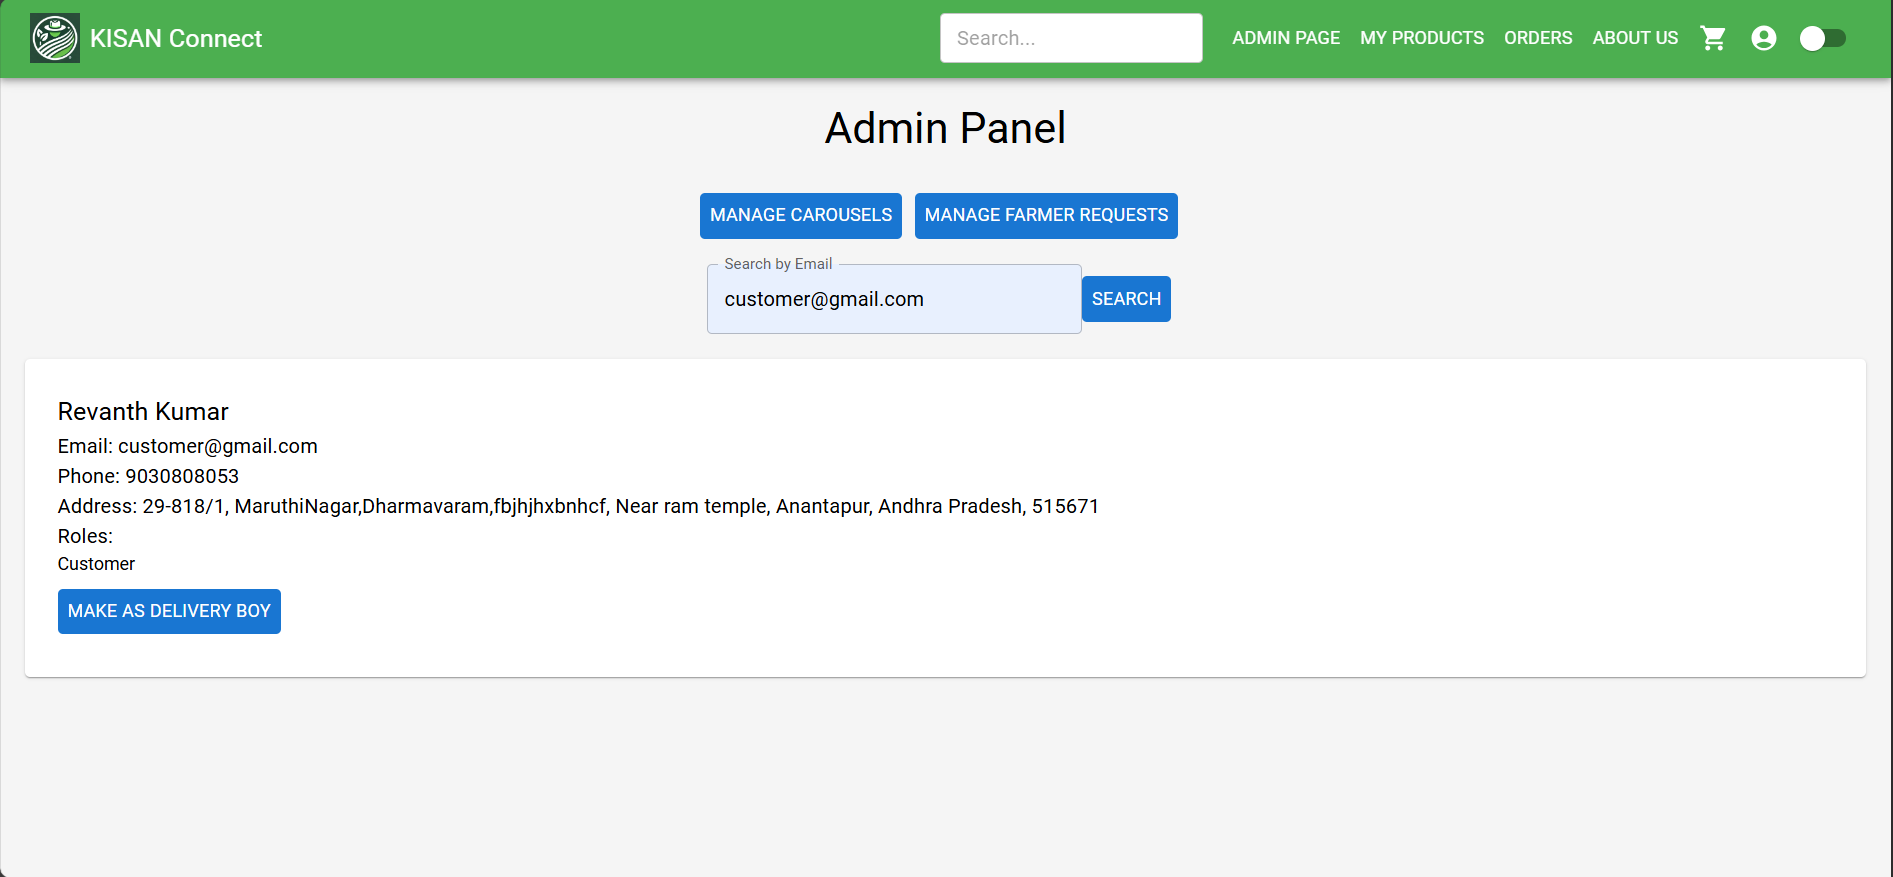 KISAN Connect
Search...
ADMIN PAGE
MY PRODUCTS
ORDERS
ABOUT US
Admin Panel
MANAGE CAROUSELS
MANAGE FARMER REQUESTS
Search by Email
customer@gmail.com
SEARCH
Revanth Kumar
Email: customer@gmail.com
Phone: 9030808053
Address: 29-818/1, MaruthiNagar,Dharmavaram,fbjhjhxbnhcf, Near ram temple, Anantapur, Andhra Pradesh, 515671
Roles:
Customer
MAKE AS DELIVERY BOY